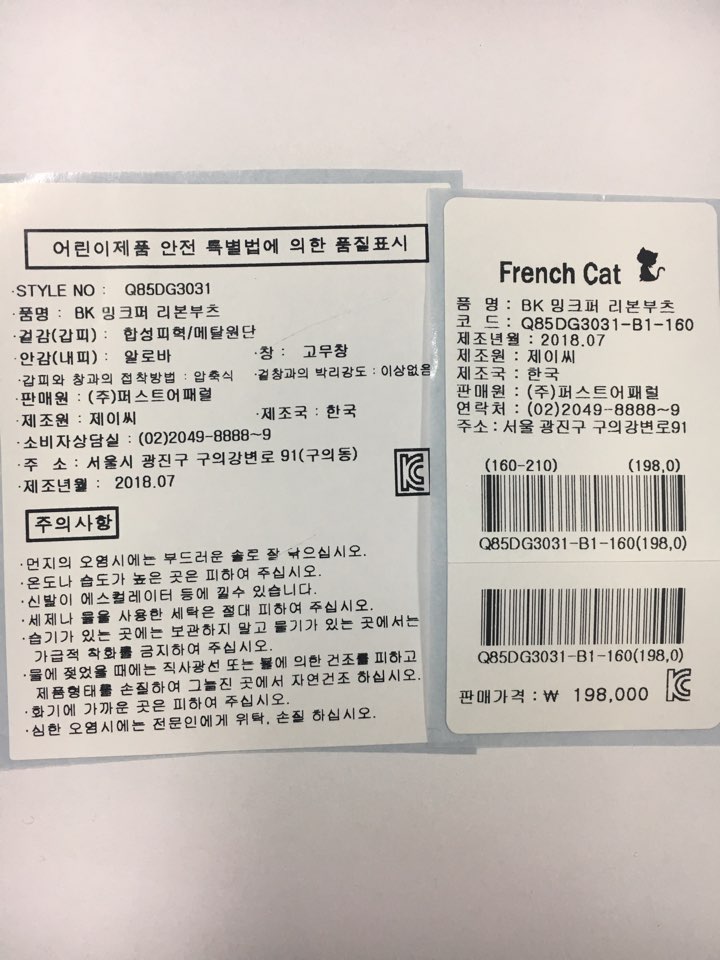 어린이제품 안전 특별법에 의한 품질표시
·STYLE NO : Q85DG3031
·품명 : BK 밍크퍼 리본부츠
·겉감(갑피) : 합성피혁/메탈원단
·안감(내피) : 알로바 ·창 : 고무창
·갑피와 창과의 접착방법 : 압축식 ·겉창과의 박리강도 : 이상없음
·판매원 : (주)퍼스트어패럴
·제조원 : 제이씨 ·제조국 : 한국
·소비자상담실 : (02)2049-8888~9
·주 소 : 서울시 광진구 구의강변로 91(구의동)
·제조년월 : 2018.07
주의사항
·먼지의 오염시에는 부드러운 솔로 잘 닦으십시오.
·온도나 습도가 높은 곳은 피하여 주십시오.
·신발이 에스컬레이터 등에 낄수 있습니다.
·세제나 물을 사용한 세탁은 절대 피하여 주십시오.
·습기가 있는 곳에는 보관하지 말고 물기가 있는 곳에서는
가급적 착화를 금지하여 주십시오.
·물에 젖었을 때에는 직사광선 또는 불에 의한 건조를 피하고
제품형태를 손질하여 그늘진 곳에서 자연건조 하십시오.
·화기에 가까운 곳은 피하여 주십시오.
·심한 오염시에는 전문인에게 위탁, 손질 하십시오.
French Cat
품 명 : BK 밍크퍼 리본부츠
코 드 : Q85DG3031-B1-160
제조년월 : 2018.07
제조원 : 제이씨
제조국 : 한국
판매원 : (주)퍼스트어패럴
연락처 : (02)2049-8888~9
주소 : 서울 광진구 구의강변로91
(160-210) (198,0)
Q85DG3031-B1-160(198,0)
Q85DG3031-B1-160(198,0)
판매가격 : ₩ 198,000